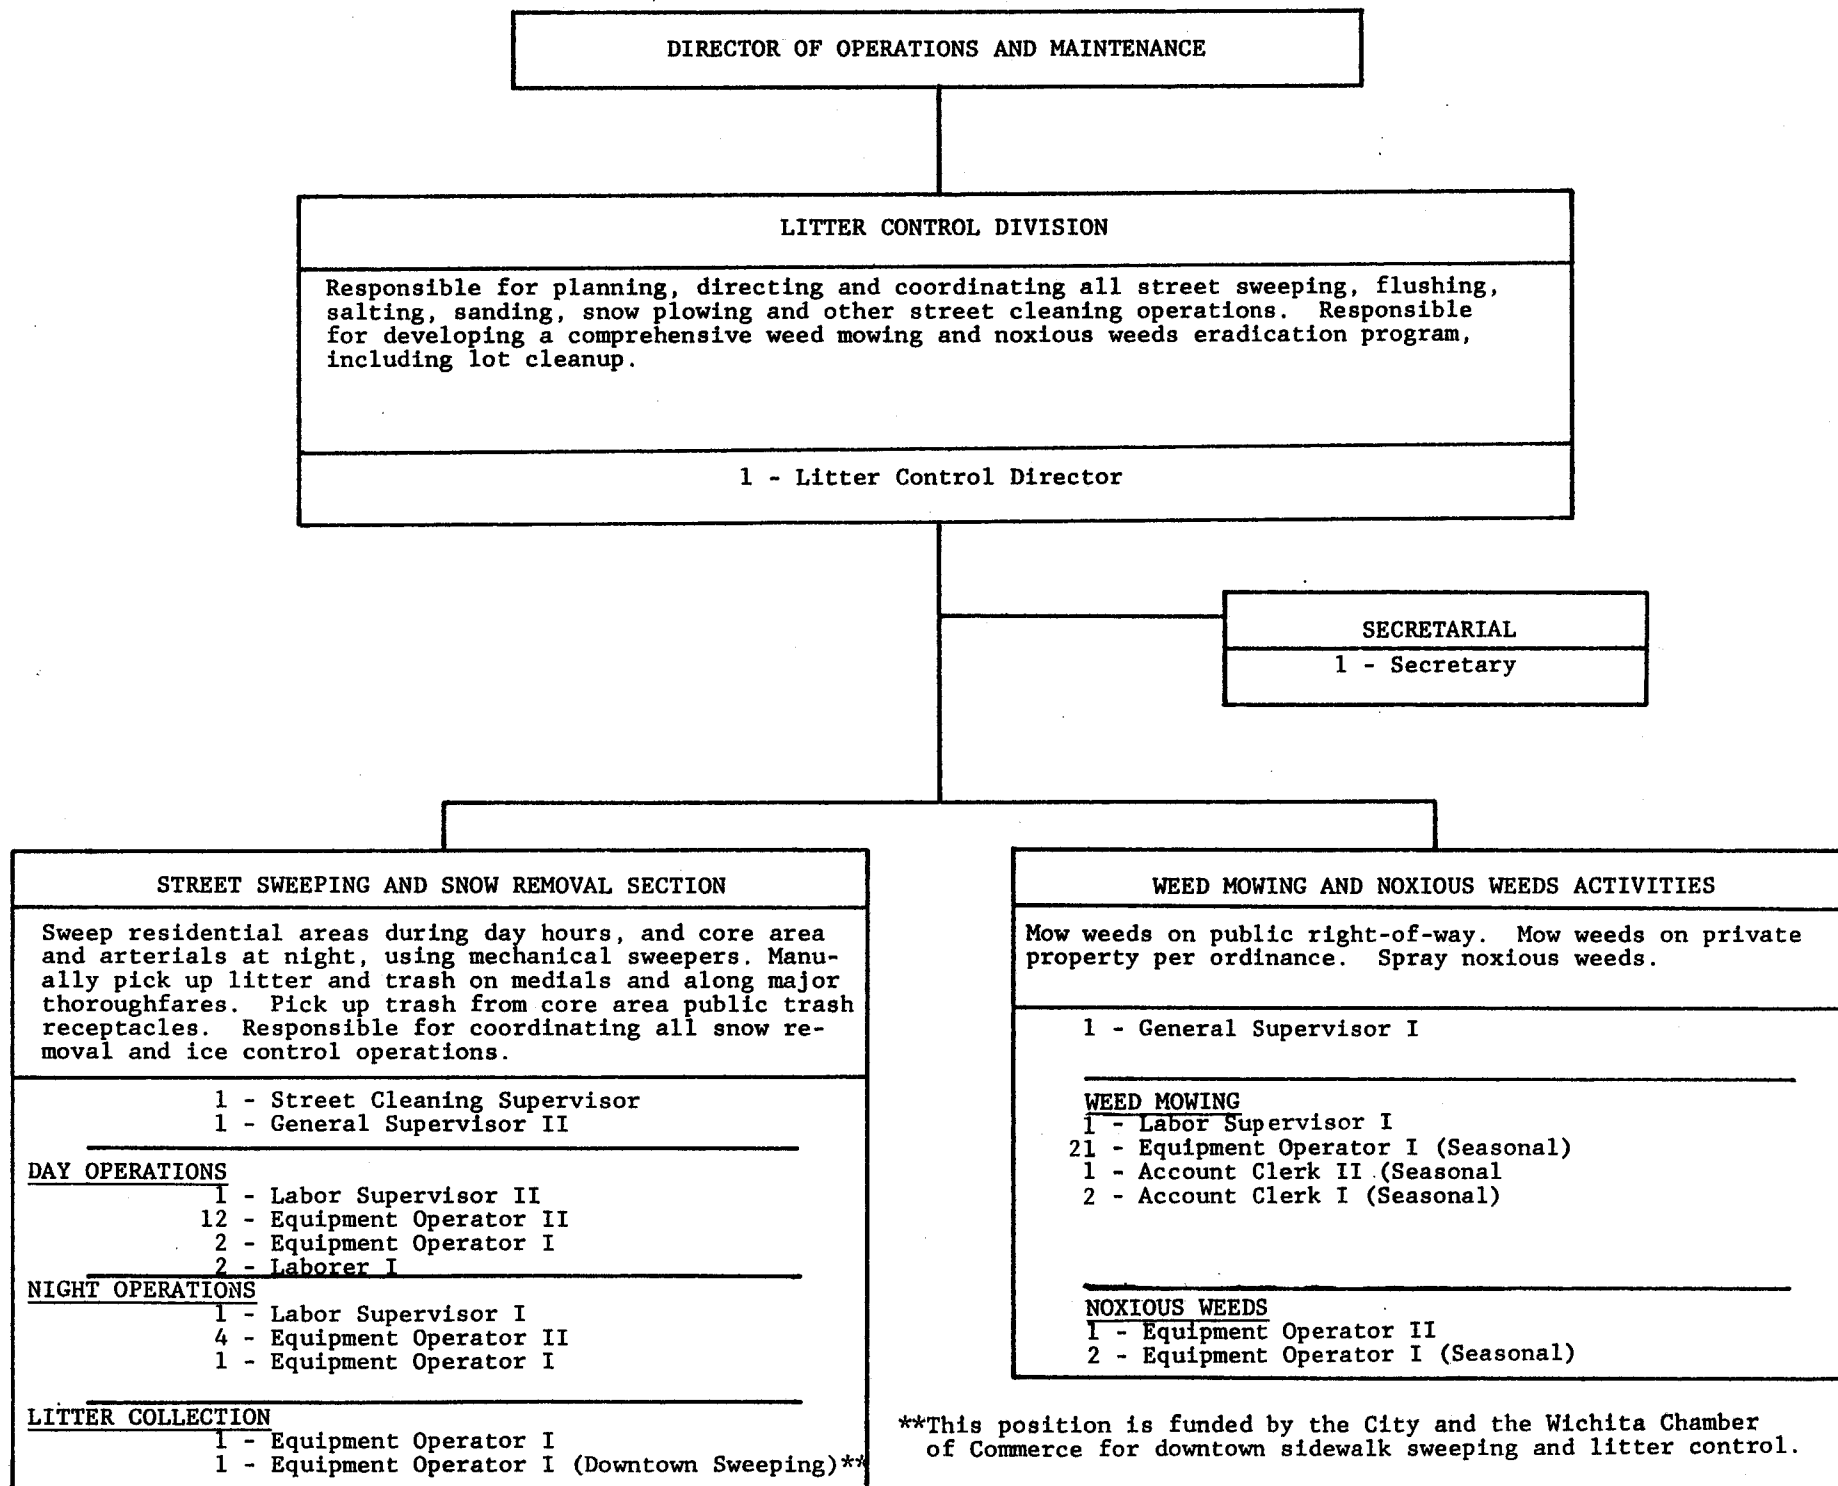 DIRECTOR OF OPERATIONS AND MAINTENANCE
LITTER CONTROL DIVISION
Responsible for planning, directing and coordinating all street sweeping, flushing,
salting, sanding, snow plowing and other street cleaning operations. Responsible
for developing a comprehensive weed mowing and noxious weeds eradication program,
including lot cleanup.
1 - Litter Control Director
SECRETARIAL
1 - Secretary
STREET SWEEPING AND SNOW REMOVAL SECTION
Sweep residential areas during day hours, and core area
and arterials at night, using mechanical sweepers. Manu-
ally pick up litter and trash on medials and along major
thoroughfares. Pick up trash from core area public trash
receptacles. Responsible for coordinating all snow re-
moval and ice control operations.
1 - Street Cleaning Supervisor
1 - General Supervisor II
DAY OPERATIONS
1 - Labor Supervisor II
12 - Equipment Operator II
2 - Equipment Operator I
2 - Laborer I
NIGHT OPERATIONS
1 - Labor Supervisor I
4 - Equipment Operator II
1 - Equipment Operator I
LITTER COLLECTION
1 - Equipment Operator I
1 - Equipment Operator I (Downtown Sweeping)**
WEED MOWING AND NOXIOUS WEEDS ACTIVITIES
Mow weeds on public right-of-way. Mow weeds on private
property per ordinance. Spray noxious weeds.
1 - General Supervisor I
WEED MOWING
1 - Labor Supervisor I
21 - Equipment Operator I (Seasonal)
1 - Account Clerk II (Seasonal
2 - Account Clerk I (Seasonal)
NOXIOUS WEEDS
1 - Equipment Operator II
2 - Equipment Operator I (Seasonal)
**This position is funded by the City and the Wichita Chamber
of Commerce for downtown sidewalk sweeping and litter control.